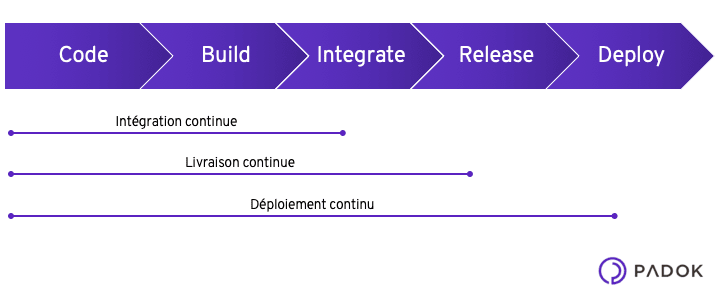 Code Build Integrate Release Deploy
Intégration continue
Livraison continue
Déploiement continu
PADOK